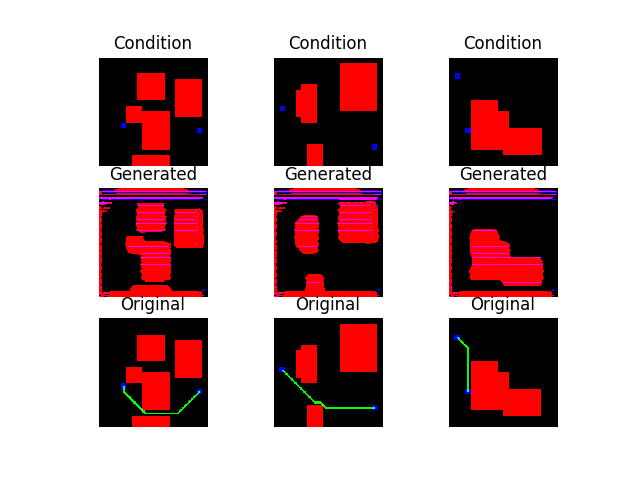 Condition Condition Condition
Generated Generated Generated
Original Original Original